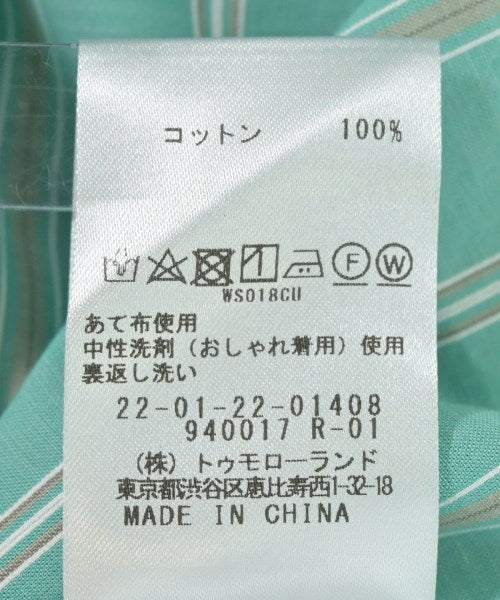 コットン 100%
F W
WS018CU
あて布使用
中性洗剤（おしゃれ着用）使用
裏返し洗い
22-01-22-01408
940017 R-01
（株）トゥモローランド
東京都渋谷区恵比寿西1-32-18
MADE IN CHINA